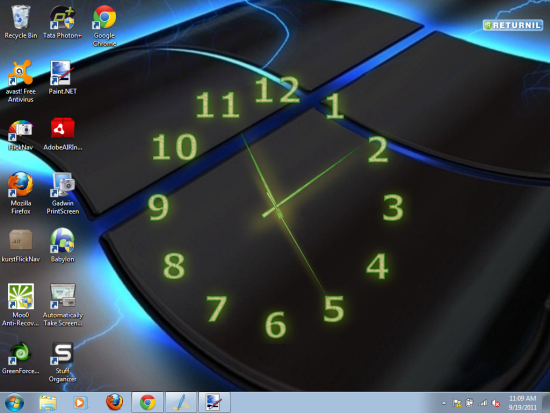 Recycle Bin
Tata Photon+
Google
Chrome
RETURNIL
avast! Free
Antivirus
Paint.NET
FlickNav
AdobeAIRIn...
Mozilla
Firefox
Gadwin
PrintScreen
kurstFlickNav
Babylon
Moo0
Anti-Recov...
Automatically
Take Screen...
GreenForce...
Stuff
Organizer
12
11
1
10
2
9
3
8
4
7
5
6
11:09 AM
9/19/2011